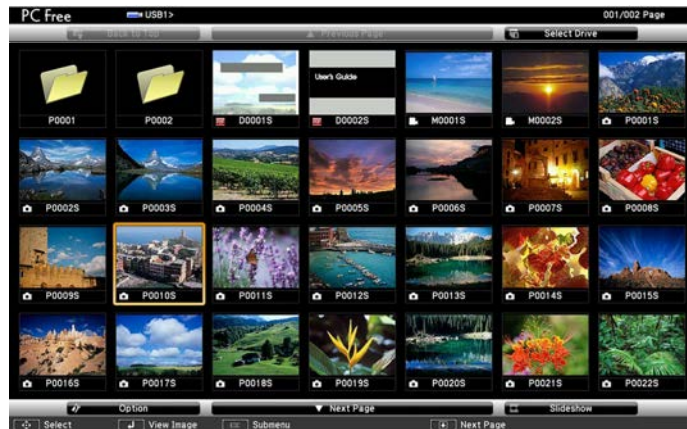 PC Free USB1> 001/002 Page
Back to Top Previous Page Select Drive
P0001 P0002 D0001S D0002S M0001S M0002S P0001S
User's Guide
P0002S P0003S P0004S P0005S P0006S P0007S P0008S
P0009S P0010S P0011S P0012S P0013S P0014S P0015S
P0016S P0017S P0018S P0019S P0020S P0021S P0022S
Option Next Page Slideshow
Select View Image Esc Submenu Next Page